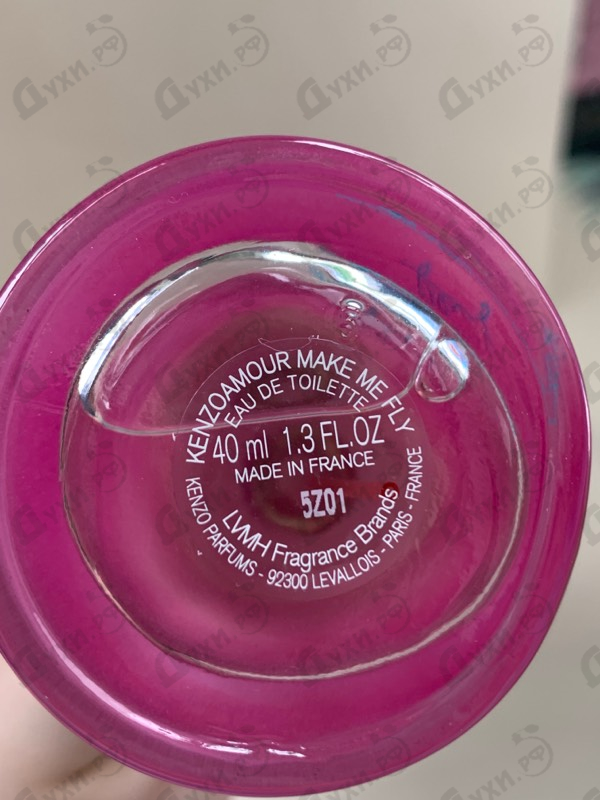 KENZOAMOUR MAKE ME FLY
EAU DE TOILETTE
40 ml 1.3 FL.OZ
MADE IN FRANCE
5Z01
LVMH Fragrance Brands
KENZO PARFUMS - 92300 LEVALLOIS - PARIS - FRANCE
Духи.РФ